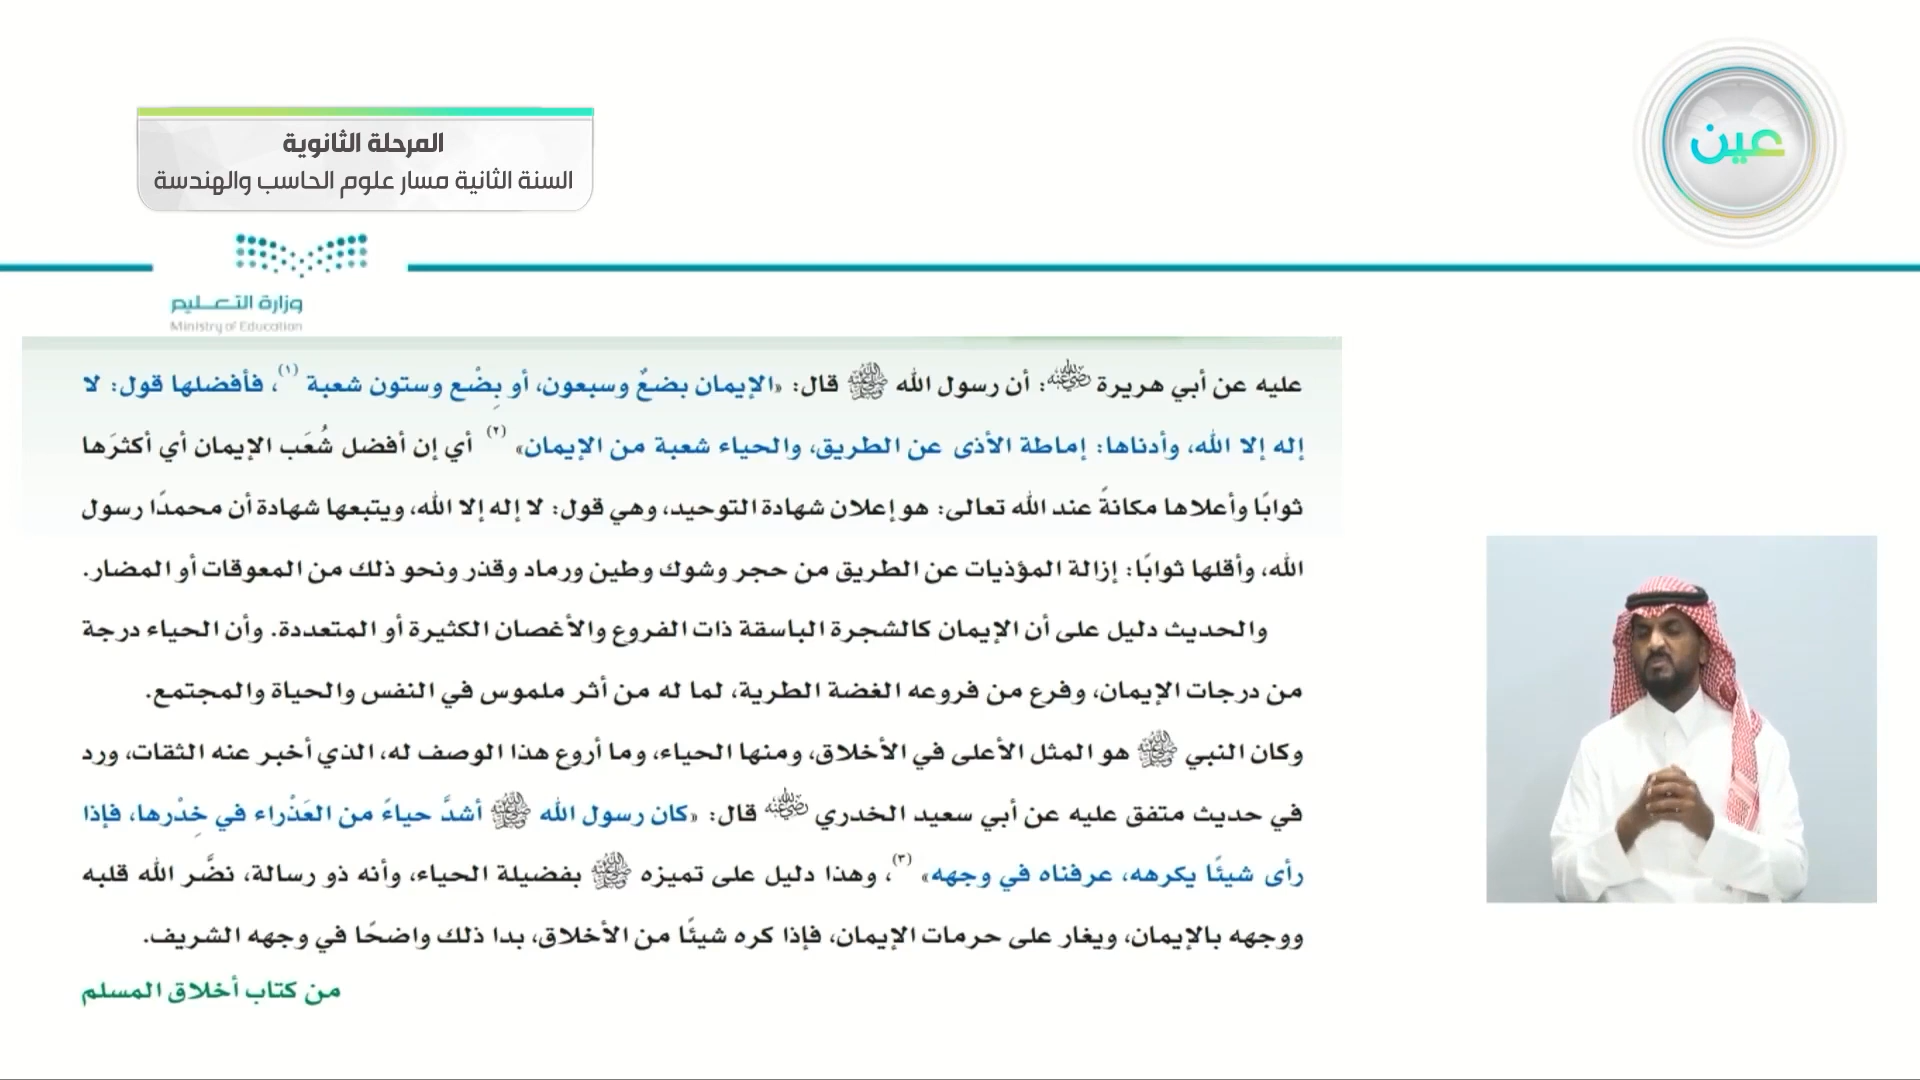 المرحلة الثانوية
السنة الثانية مسار علوم الحاسب والهندسة
عين
وزارة التعـــليم
Ministry of Education
عليه عن أبي هريرة رضي الله عنه: أن رسول الله ﷺ قال: «الإيمان بضعٌ وسبعون، أو بِضْع وستون شعبة (١)، فأفضلها قول: لا
إله إلا الله، وأدناها: إماطة الأذى عن الطريق، والحياء شعبة من الإيمان» (٢) أي إن أفضل شُعَب الإيمان أي أكثرَها
ثوابًا وأعلاها مكانةً عند الله تعالى: هو إعلان شهادة التوحيد، وهي قول: لا إله إلا الله، ويتبعها شهادة أن محمدًا رسول
الله، وأقلها ثوابًا: إزالة المؤذيات عن الطريق من حجر وشوك وطين ورماد وقذر ونحو ذلك من المعوقات أو المضار.
والحديث دليل على أن الإيمان كالشجرة الباسقة ذات الفروع والأغصان الكثيرة أو المتعددة. وأن الحياء درجة
من درجات الإيمان، وفرع من فروعه الغضة الطرية، لما له من أثر ملموس في النفس والحياة والمجتمع.
وكان النبي ﷺ هو المثل الأعلى في الأخلاق، ومنها الحياء، وما أروع هذا الوصف له، الذي أخبر عنه الثقات، ورد
في حديث متفق عليه عن أبي سعيد الخدري رضي الله عنه قال: «كان رسول الله ﷺ أشدَّ حياءً من العَذْراء في خِدْرها، فإذا
رأى شيئًا يكرهه، عرفناه في وجهه» (٣)، وهذا دليل على تميزه ﷺ بفضيلة الحياء، وأنه ذو رسالة، نضَّر الله قلبه
ووجهه بالإيمان، ويغار على حرمات الإيمان، فإذا كره شيئًا من الأخلاق، بدا ذلك واضحًا في وجهه الشريف.
من كتاب أخلاق المسلم